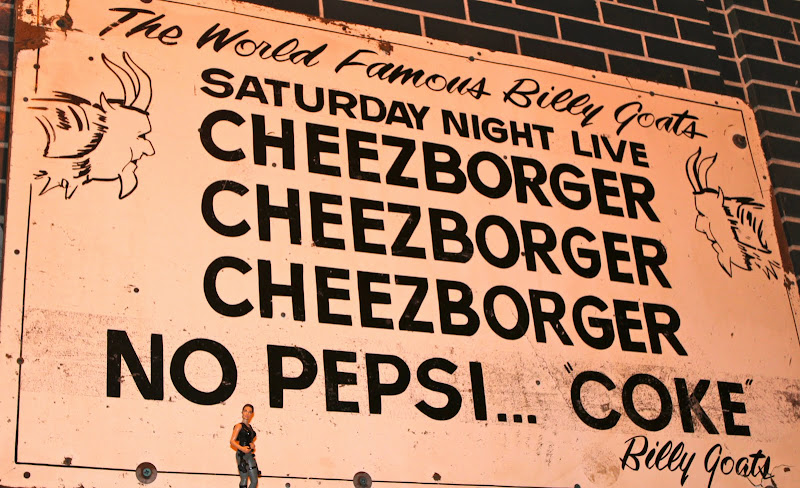 The World Famous Billy Goats
SATURDAY NIGHT LIVE
CHEEZBORGER
CHEEZBORGER
CHEEZBORGER
NO PEPSI... "COKE"
Billy Goats